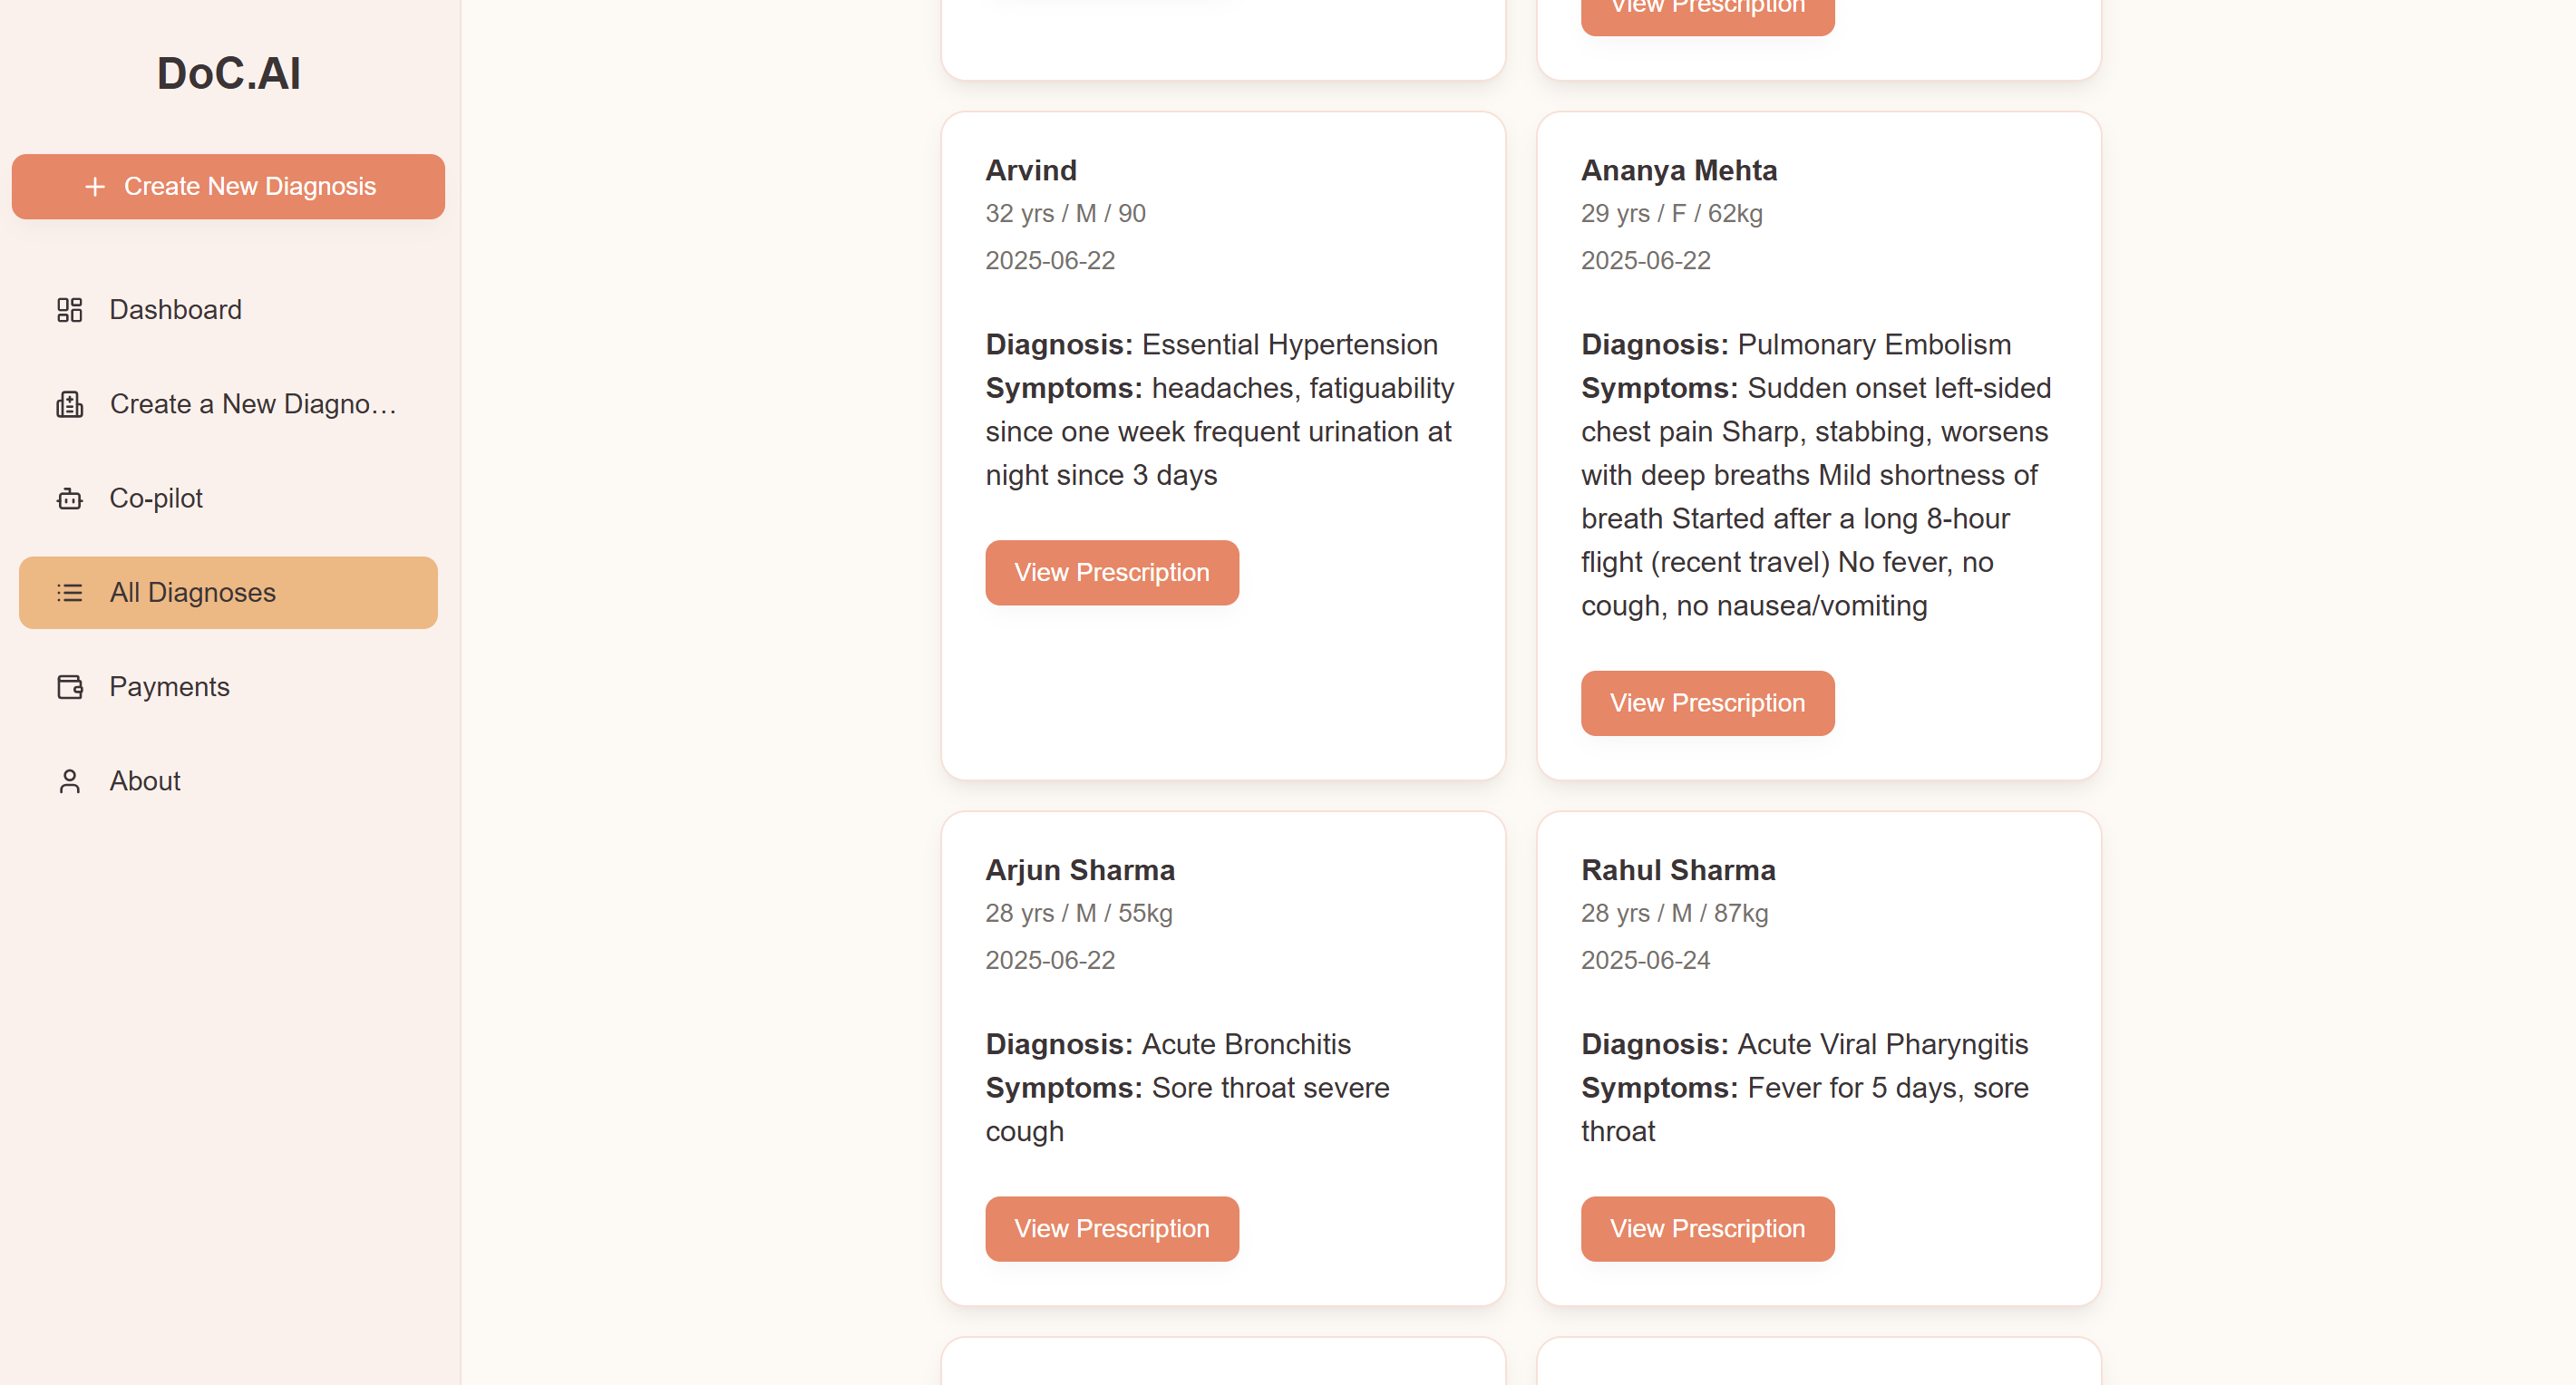 DoC.AI
Create New Diagnosis
Dashboard
Create a New Diagno...
Co-pilot
All Diagnoses
Payments
About
View Prescription
Arvind
32 yrs / M / 90
2025-06-22
Diagnosis: Essential Hypertension
Symptoms: headaches, fatiguability
since one week frequent urination at
night since 3 days
View Prescription
Ananya Mehta
29 yrs / F / 62kg
2025-06-22
Diagnosis: Pulmonary Embolism
Symptoms: Sudden onset left-sided
chest pain Sharp, stabbing, worsens
with deep breaths Mild shortness of
breath Started after a long 8-hour
flight (recent travel) No fever, no
cough, no nausea/vomiting
View Prescription
Arjun Sharma
28 yrs / M / 55kg
2025-06-22
Diagnosis: Acute Bronchitis
Symptoms: Sore throat severe
cough
View Prescription
Rahul Sharma
28 yrs / M / 87kg
2025-06-24
Diagnosis: Acute Viral Pharyngitis
Symptoms: Fever for 5 days, sore
throat
View Prescription